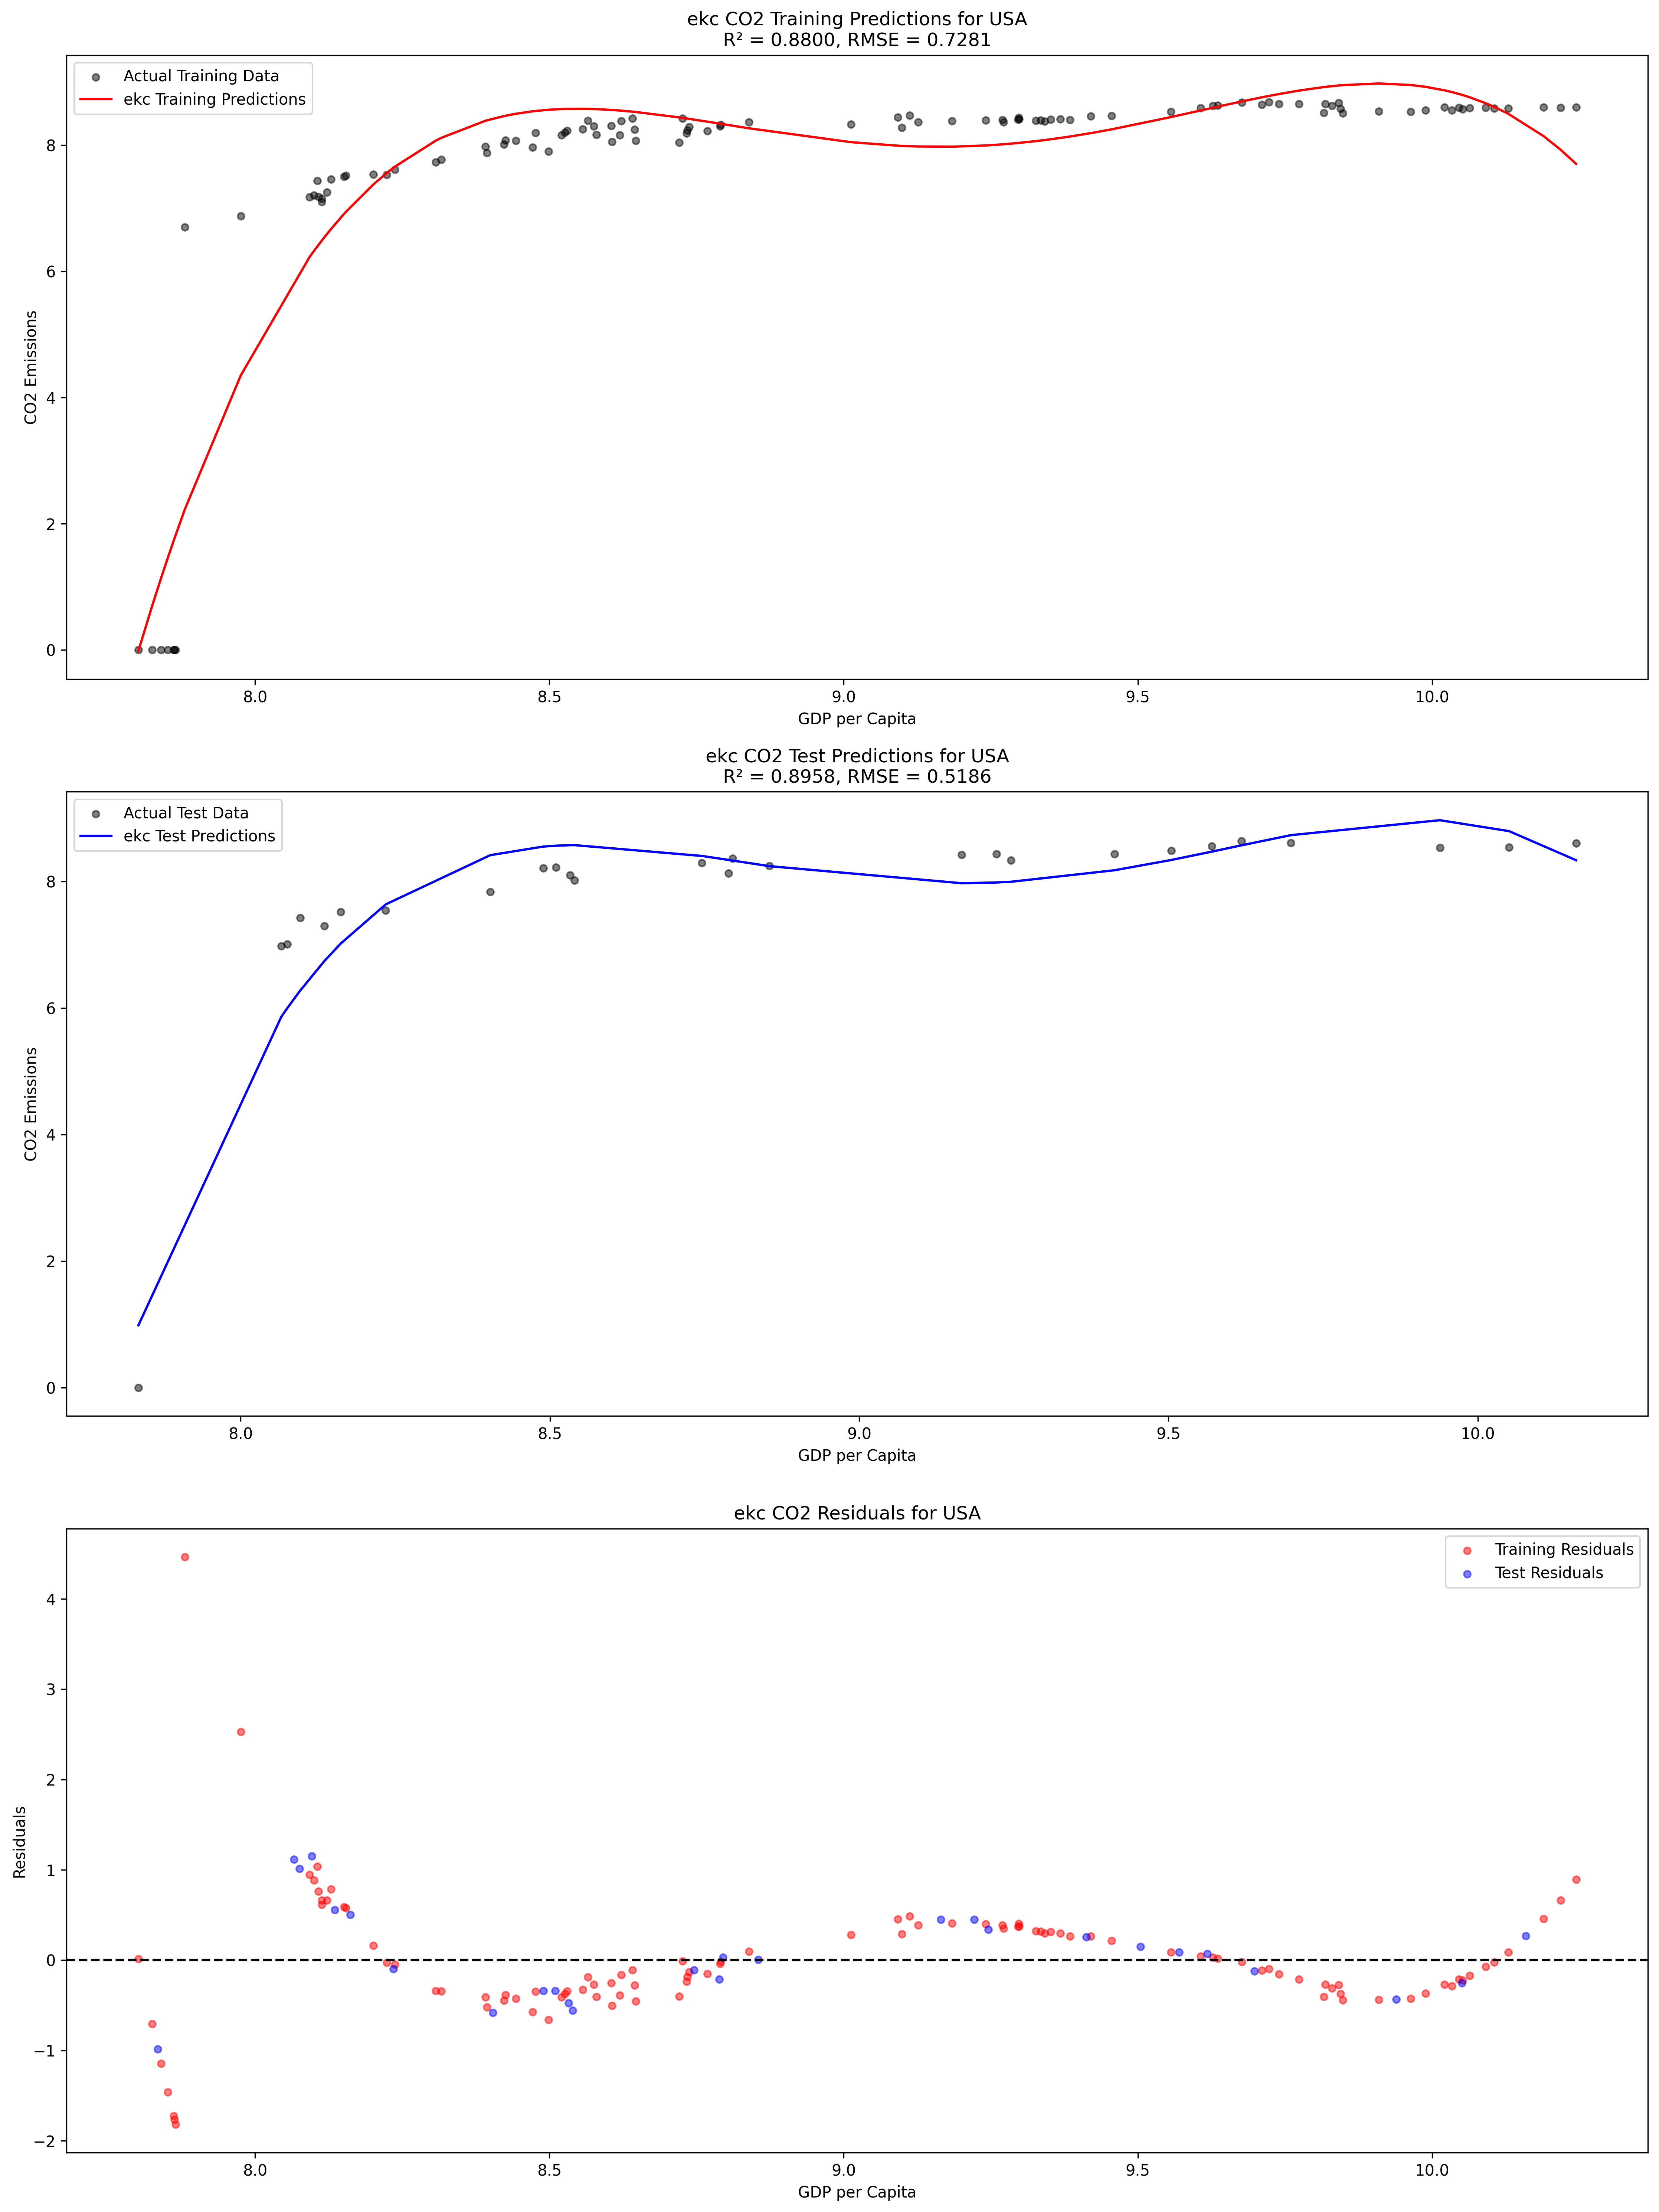 ekc CO2 Training Predictions for USA
R² = 0.8800, RMSE = 0.7281
Actual Training Data
ekc Training Predictions
8
6
4
2
0
CO2 Emissions
8.0 8.5 9.0 9.5 10.0
GDP per Capita
ekc CO2 Test Predictions for USA
R² = 0.8958, RMSE = 0.5186
Actual Test Data
ekc Test Predictions
8
6
4
2
0
CO2 Emissions
8.0 8.5 9.0 9.5 10.0
GDP per Capita
ekc CO2 Residuals for USA
Training Residuals
Test Residuals
4
3
2
1
0
−1
−2
Residuals
8.0 8.5 9.0 9.5 10.0
GDP per Capita